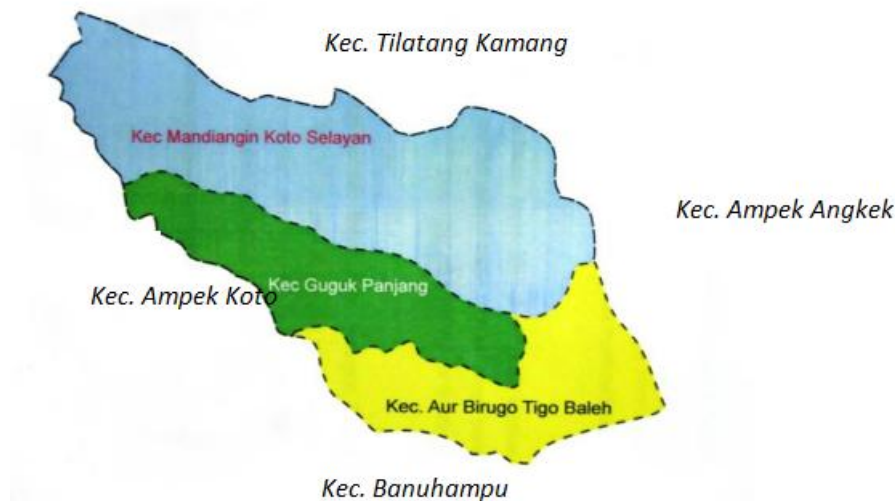 Kec. Tilatang Kamang
Kec Mandiangin Koto Selayan
Kec. Ampek Angkek
Kec Guguk Panjang
Kec. Ampek Koto
Kec. Aur Birugo Tigo Baleh
Kec. Banuhampu